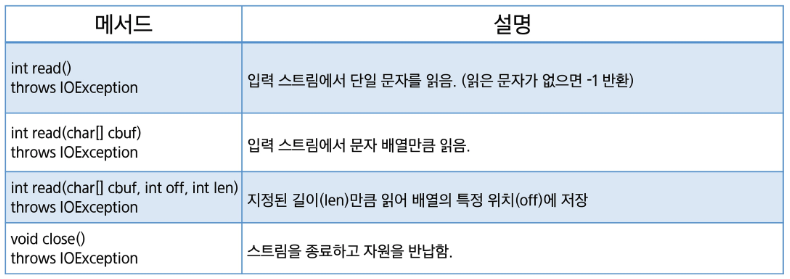 메서드 설명
int read()
throws IOException
입력 스트림에서 단일 문자를 읽음. (읽은 문자가 없으면 -1 반환)
int read(char[] cbuf)
throws IOException
입력 스트림에서 문자 배열만큼 읽음.
int read(char[] cbuf, int off, int len)
throws IOException
지정된 길이(len)만큼 읽어 배열의 특정 위치(off)에 저장
void close()
throws IOException
스트림을 종료하고 자원을 반납함.